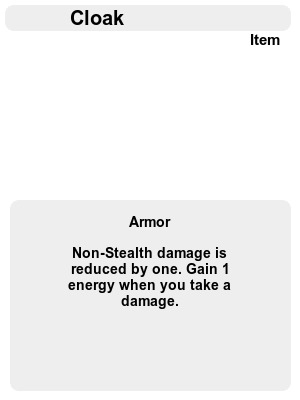 Cloak
Item
Armor
Non-Stealth damage is
reduced by one. Gain 1
energy when you take a
damage.